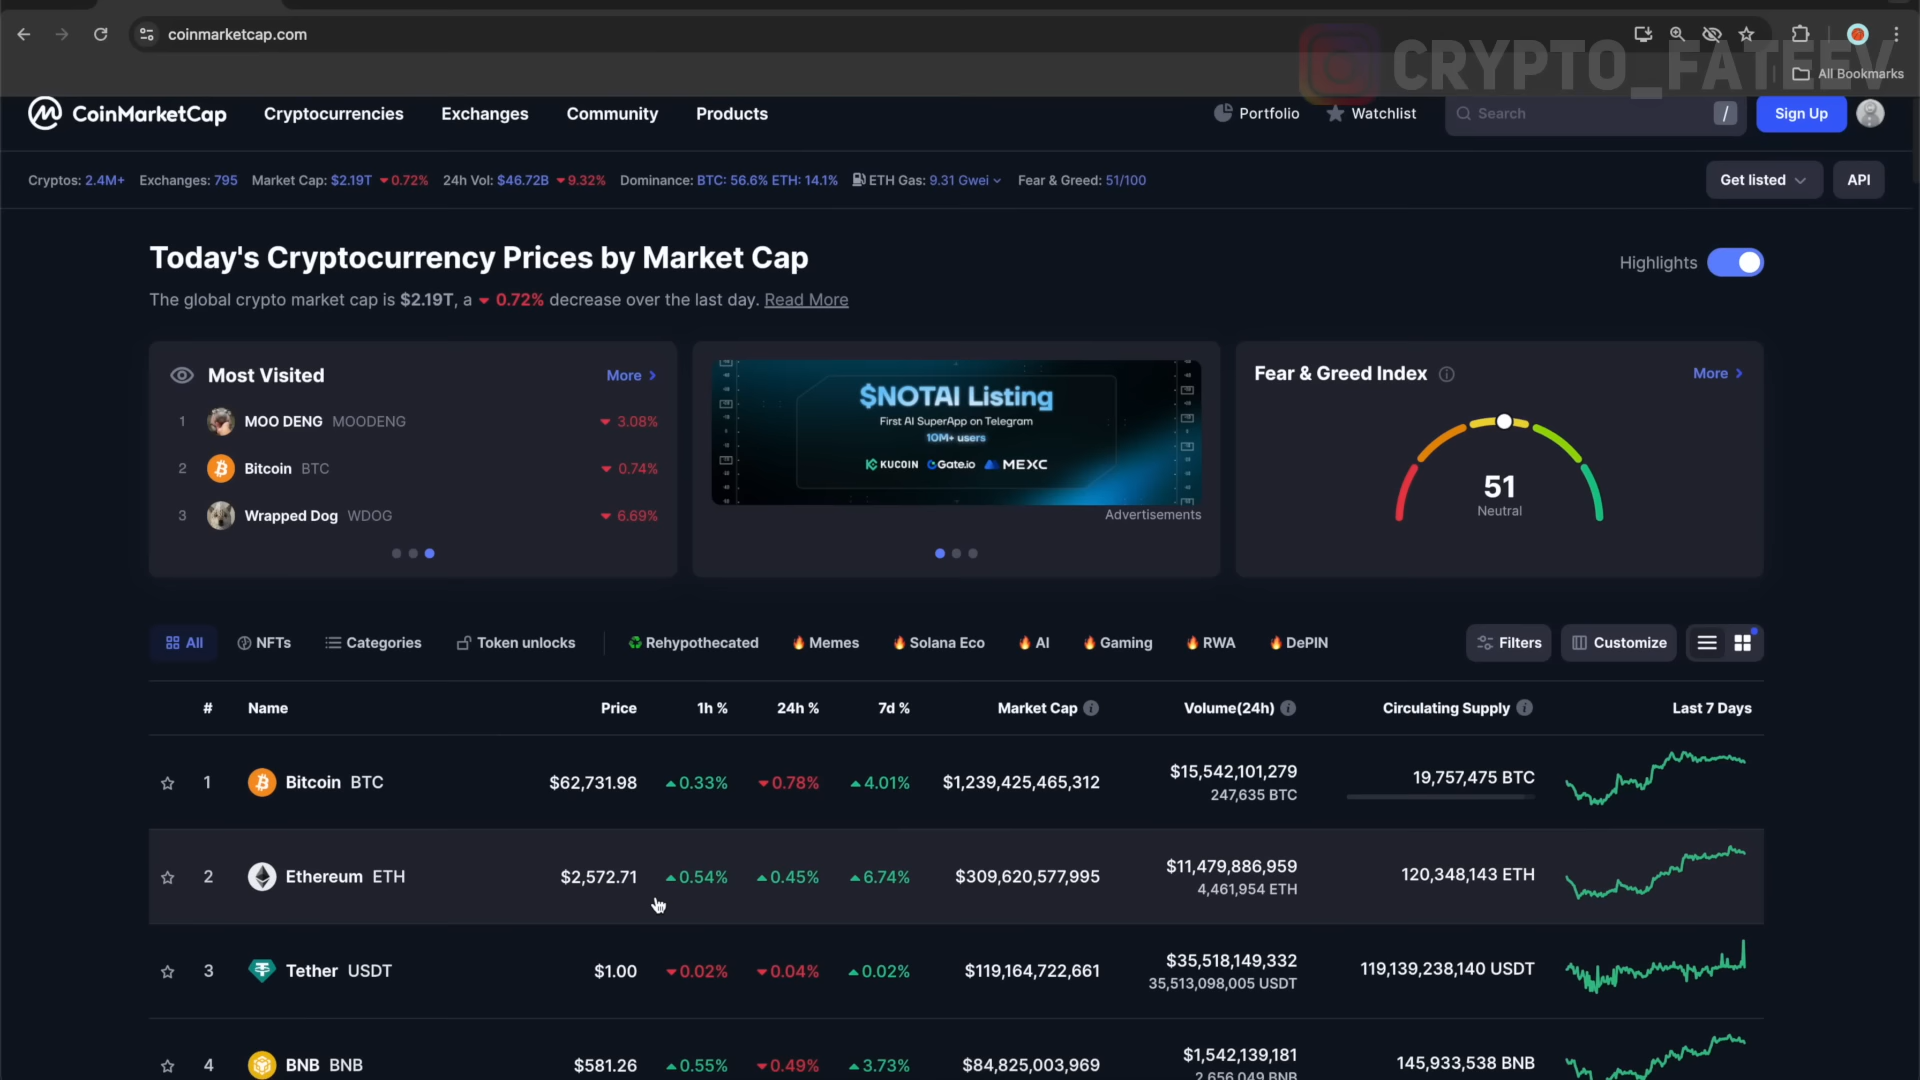 coinmarketcap.com
CRYPTO_FATEEV
All Bookmarks
CoinMarketCap Cryptocurrencies Exchanges Community Products Portfolio Watchlist Search / Sign Up
Cryptos: 2.4M+ Exchanges: 795 Market Cap: $2.19T 0.72% 24h Vol: $46.72B 9.32% Dominance: BTC: 56.6% ETH: 14.1% ETH Gas: 9.31 Gwei Fear & Greed: 51/100 Get listed API
Today's Cryptocurrency Prices by Market Cap
Highlights
The global crypto market cap is $2.19T, a 0.72% decrease over the last day. Read More
Most Visited More
1 MOO DENG MOODENG 3.08%
2 Bitcoin BTC 0.74%
3 Wrapped Dog WDOG 6.69%
$NOTAI Listing
First AI SuperApp on Telegram
10M+ users
KUCOIN Gate.io MEXC
Advertisements
Fear & Greed Index More
51
Neutral
All NFTs Categories Token unlocks Rehypothecated Memes Solana Eco AI Gaming RWA DePIN Filters Customize
# Name Price 1h % 24h % 7d % Market Cap Volume(24h) Circulating Supply Last 7 Days
1 Bitcoin BTC $62,731.98 0.33% 0.78% 4.01% $1,239,425,465,312 $15,542,101,279 19,757,475 BTC
247,635 BTC
2 Ethereum ETH $2,572.71 0.54% 0.45% 6.74% $309,620,577,995 $11,479,886,959 120,348,143 ETH
4,461,954 ETH
3 Tether USDT $1.00 0.02% 0.04% 0.02% $119,164,722,661 $35,518,149,332 119,139,238,140 USDT
35,513,098,005 USDT
4 BNB BNB $581.26 0.55% 0.49% 3.73% $84,825,003,969 $1,542,139,181 145,933,538 BNB
2,656,049 BNB